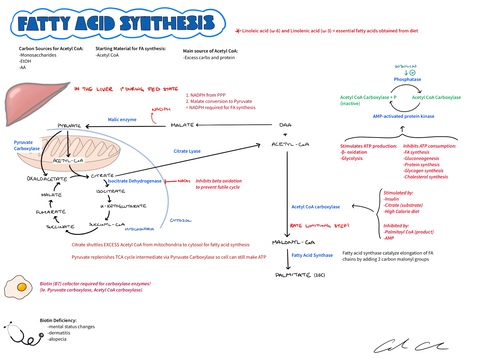 FATTY ACID SYNTHESIS
* Linoleic (ω-6) and Linolenic (ω-3) = essential fatty acids obtained from diet
Carbon Sources for Acetyl CoA:
-Monosaccharides
-EtOH
-AA
Starting Material for FA synthesis:
-Acetyl CoA
Main source of Acetyl CoA:
-Excess carbs and protein
IN THE LIVER DURING FED STATE
NADPH
1. NADPH from PPP
2. Malate conversion to Pyruvate
* NADPH required for FA synthesis
Phosphatase
Acetyl CoA Carboxylase + P
(inactive)
Acetyl CoA Carboxylase
AMP-activated protein kinase
PYRUVATE
Malic enzyme
MALATE
OAA
+
ACETYL-CoA
Pyruvate
Carboxylase
ACETYL-CoA
Citrate Lyase
OXALOACETATE
CITRATE
Isocitrate Dehydrogenase
Inhibits beta oxidation
to prevent futile cycle
MALATE
ISOCITRATE
FUMARATE
α-KETOGLUTARATE
SUCCINATE
SUCCINYL-CoA
MITOCHONDRIA
CYTOSOL
Stimulates ATP production:
-β- oxidation
-Glycolysis
Inhibits ATP consumption:
-FA synthesis
-Gluconeogenesis
-Protein synthesis
-Glycogen synthesis
-Cholesterol synthesis
Acetyl CoA carboxylase
RATE LIMITING STEP!
Stimulated by:
-Insulin
-Citrate (substrate)
-High Calorie diet
Inhibited by:
-Palmitoyl CoA (product)
-AMP
MALONYL-CoA
Fatty Acid Synthase
Fatty acid synthase catalyze elongation of FA
chains by adding 2 carbon malonyl groups
PALMITATE (16C)
Citrate shuttles EXCESS Acetyl CoA from mitochondria to cytosol for fatty acid synthesis
Pyruvate replenishes TCA cycle intermediate via Pyruvate Carboxylase so cell can still make ATP
Biotin (B7) cofactor required for carboxylase enzymes!
(Ie. Pyruvate carboxylase, Acetyl CoA carboxylase)
Biotin Deficiency:
-mental status changes
-dermatitis
-alopecia